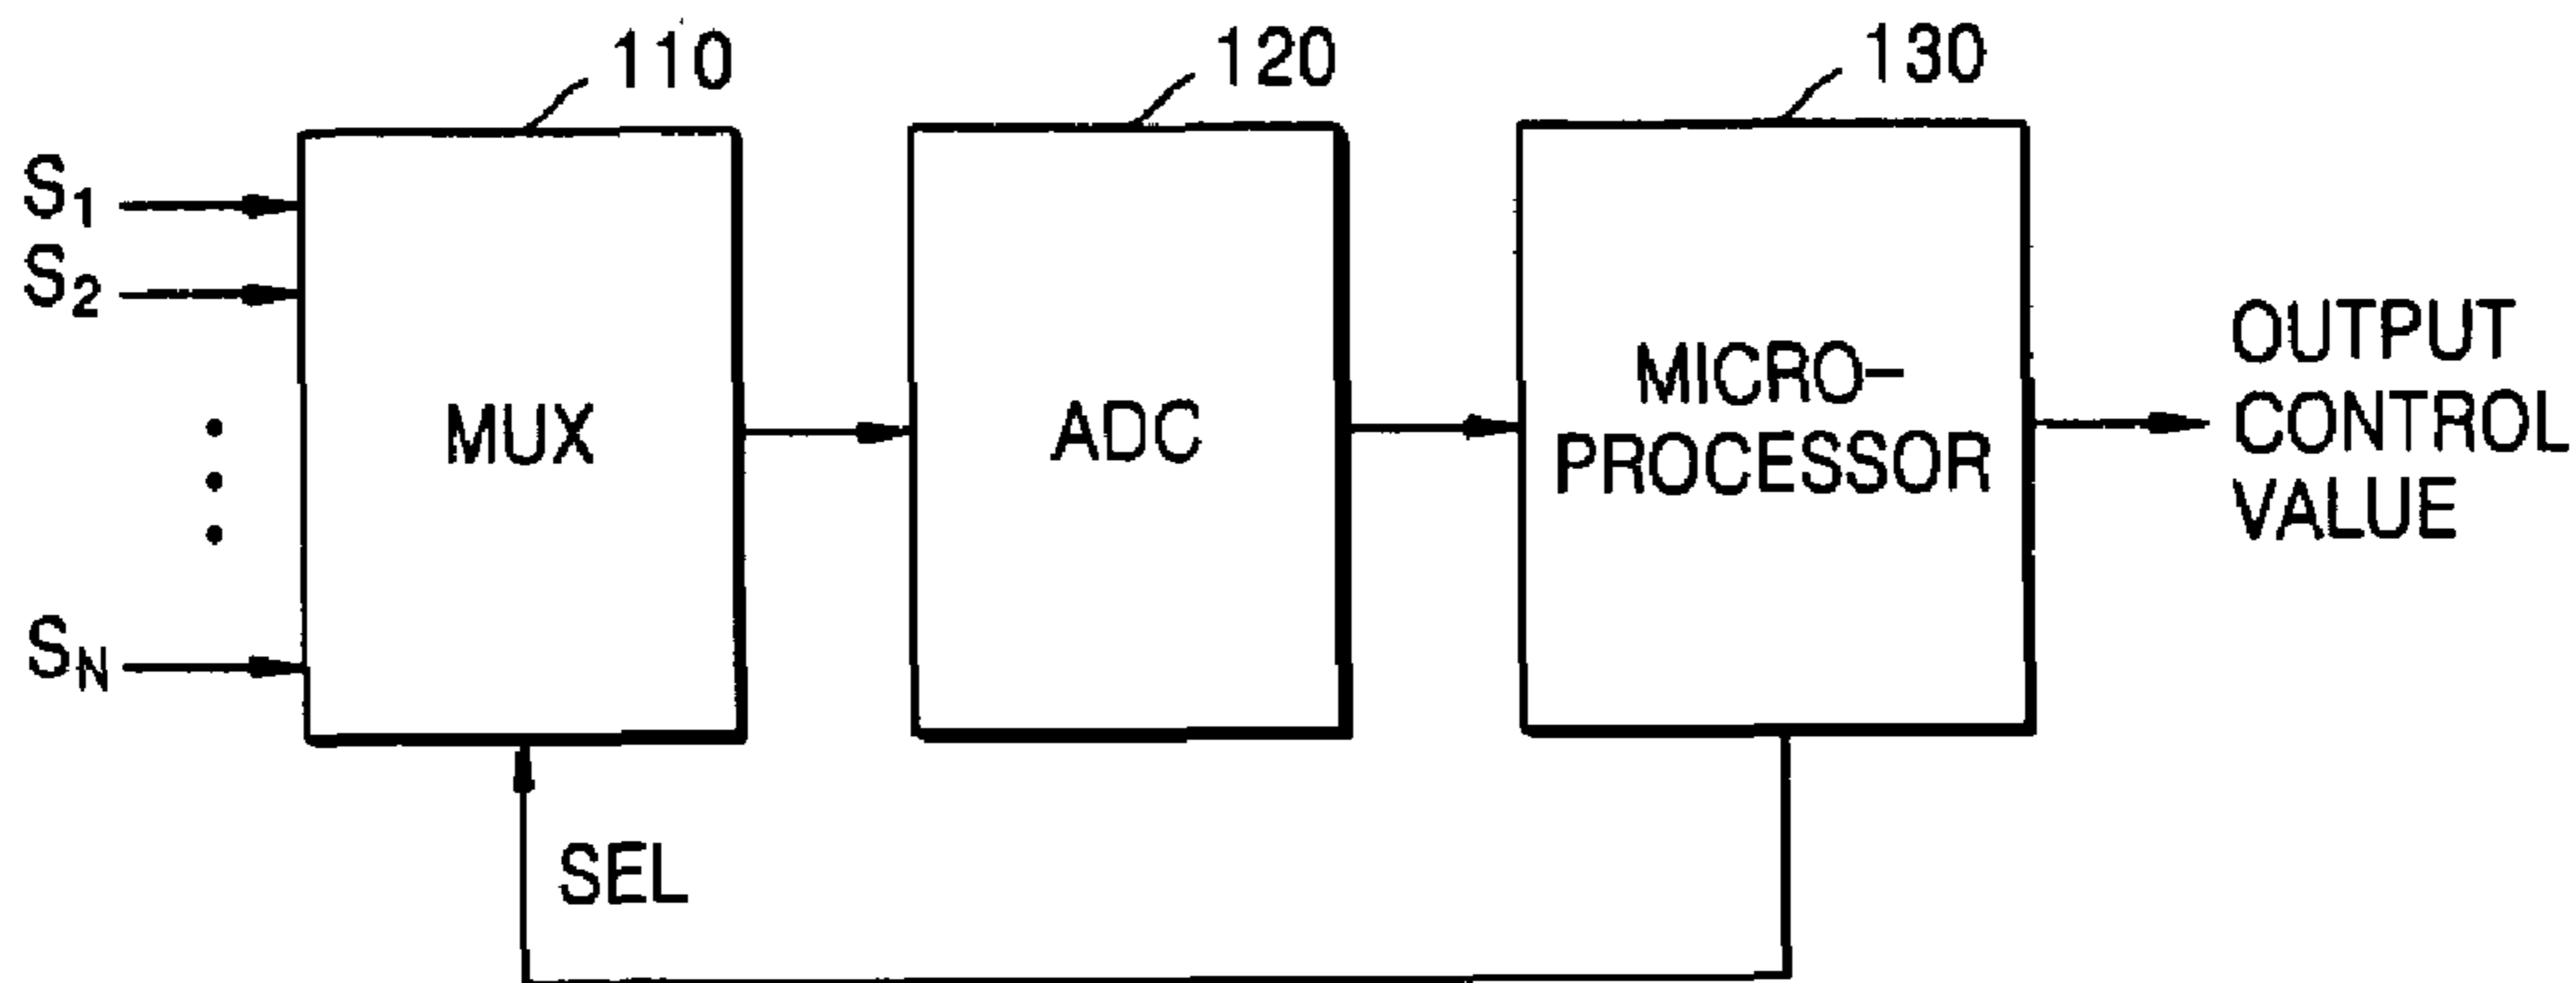 110
120
130
S1
S2
SN
MUX
ADC
MICRO-
PROCESSOR
OUTPUT
CONTROL
VALUE
SEL